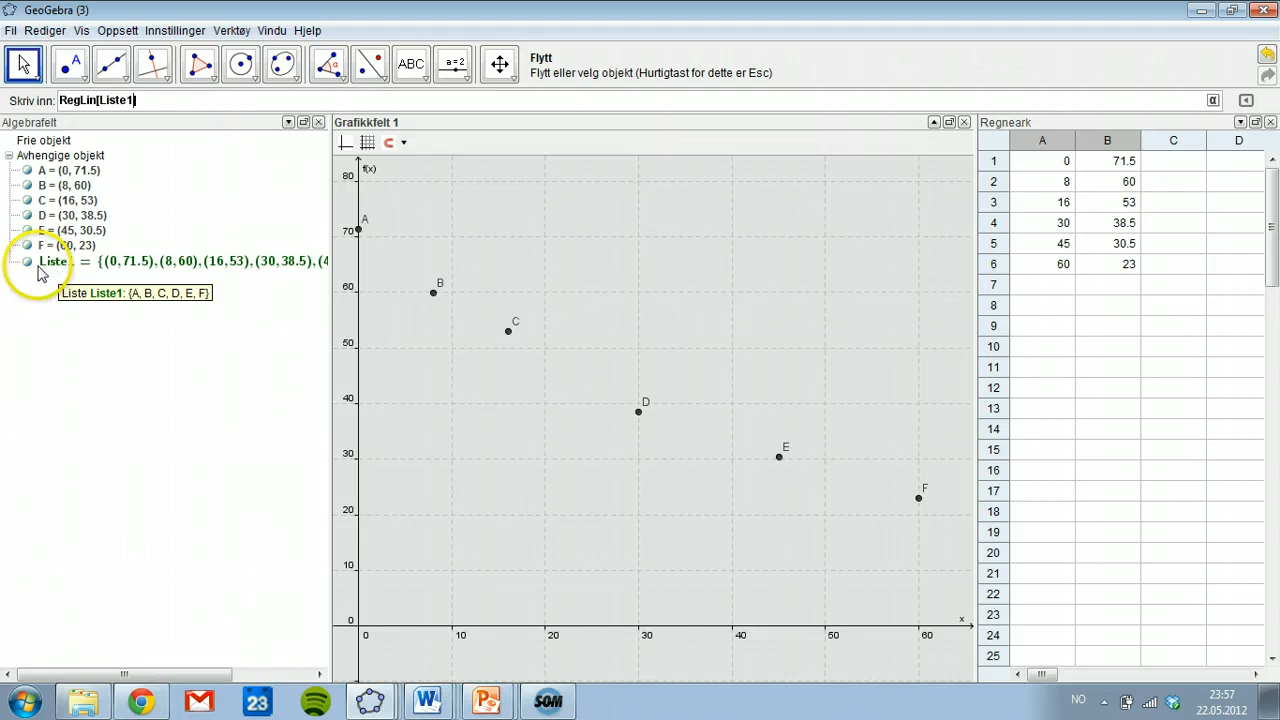 GeoGebra (3)
Fil Rediger Vis Oppsett Innstillinger Verktøy Vindu Hjelp
A
ABC
a=2
Flytt
Flytt eller velg objekt (Hurtigtast for dette er Esc)
Skriv inn: RegLin[Liste1]
α
Algebrafelt
Frie objekt
Avhengige objekt
A = (0, 71.5)
B = (8, 60)
C = (16, 53)
D = (30, 38.5)
E = (45, 30.5)
F = (60, 23)
Liste1 = {(0,71.5),(8,60),(16,53),(30,38.5),(4
Liste Liste1: {A, B, C, D, E, F}
Grafikkfelt 1
f(x)
80
70
60
50
40
30
20
10
0
0 10 20 30 40 50 60
x
A
B
C
D
E
F
Regneark
A B C D
1 0 71.5
2 8 60
3 16 53
4 30 38.5
5 45 30.5
6 60 23
7
8
9
10
11
12
13
14
15
16
17
18
19
20
21
22
23
24
25
23
W
P
SOM
NO
23:57
22.05.2012